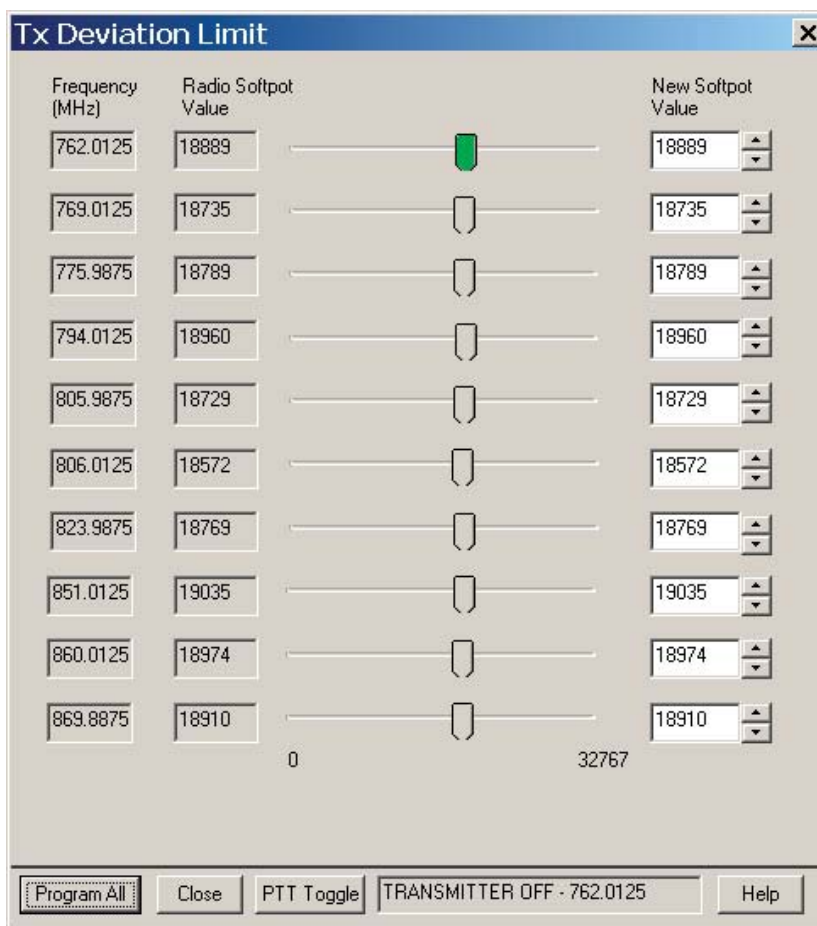 Tx Deviation Limit
Frequency (MHz) Radio Softpot Value New Softpot Value
762.0125 18889 18889
769.0125 18735 18735
775.9875 18789 18789
794.0125 18960 18960
805.9875 18729 18729
806.0125 18572 18572
823.9875 18769 18769
851.0125 19035 19035
860.0125 18974 18974
869.8875 18910 18910
0 32767
Program All Close PTT Toggle TRANSMITTER OFF - 762.0125 Help